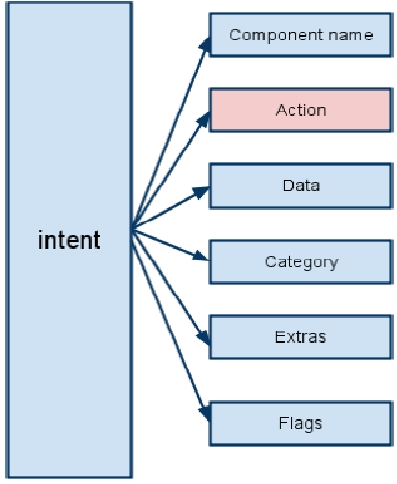 intent
Component name
Action
Data
Category
Extras
Flags